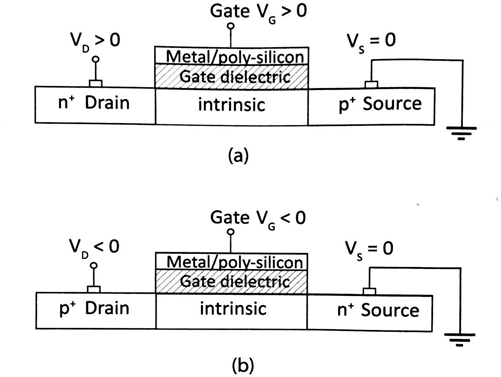 Gate V_G > 0
V_D > 0
V_S = 0
Metal/poly-silicon
Gate dielectric
n⁺ Drain
intrinsic
p⁺ Source
(a)
Gate V_G < 0
V_D < 0
V_S = 0
Metal/poly-silicon
Gate dielectric
p⁺ Drain
intrinsic
n⁺ Source
(b)